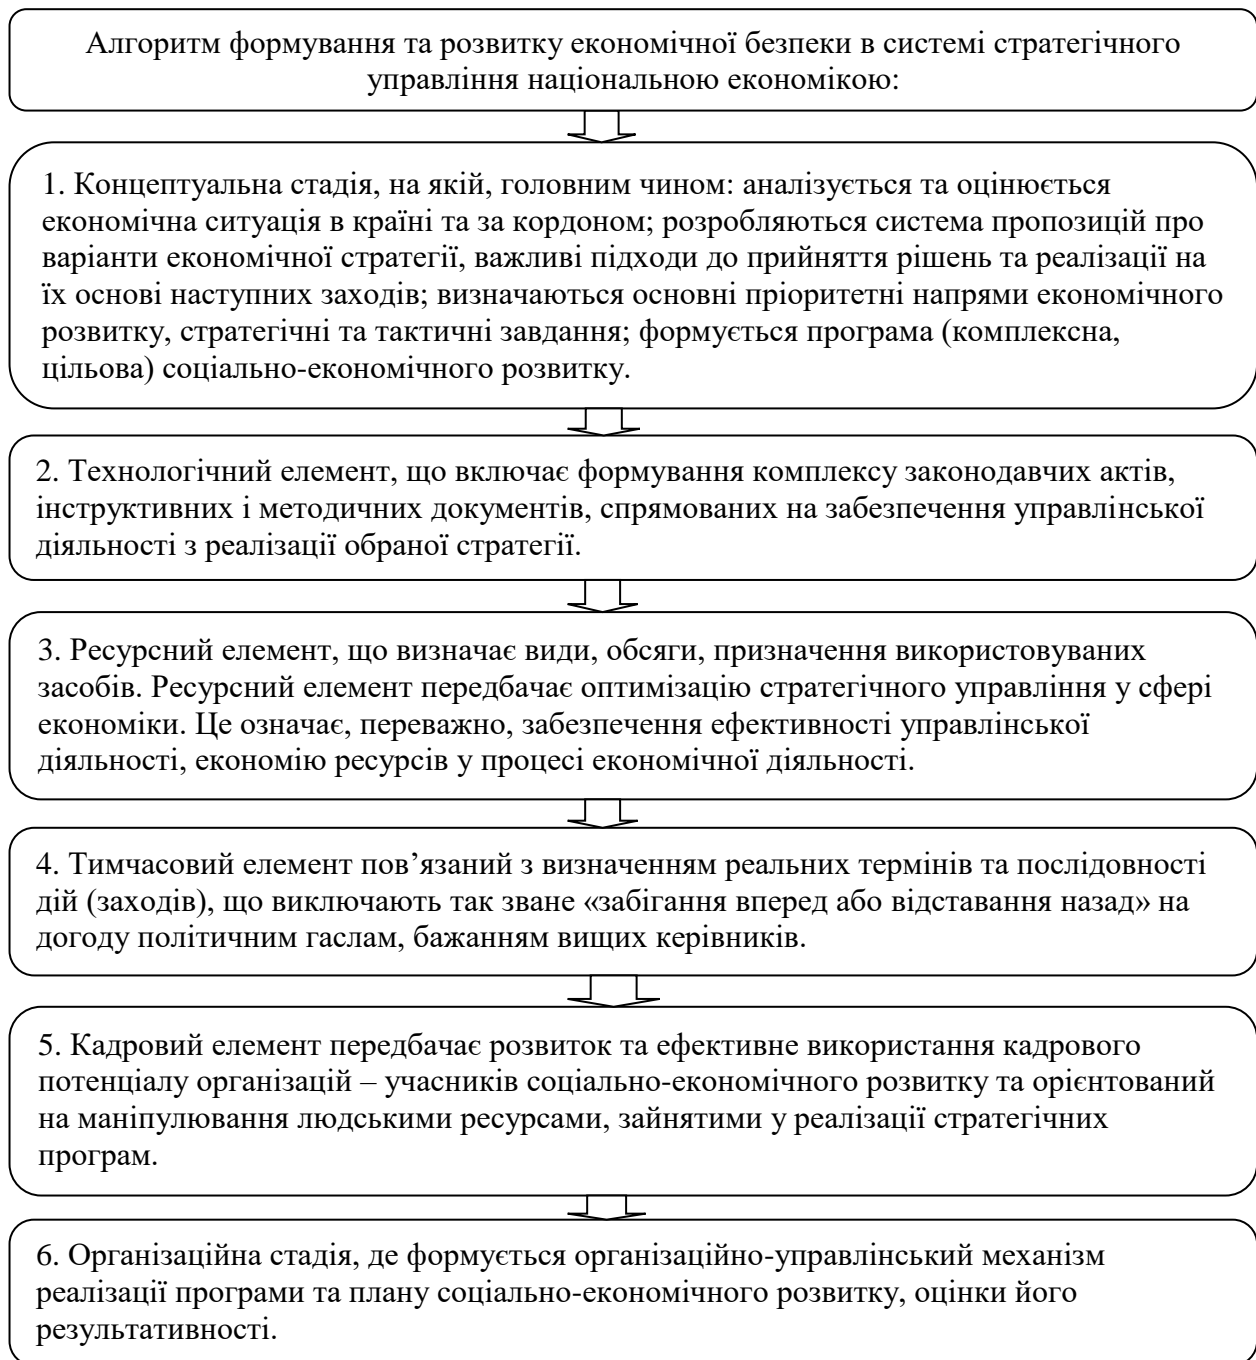 Алгоритм формування та розвитку економічної безпеки в системі стратегічного
управління національною економікою:
1. Концептуальна стадія, на якій, головним чином: аналізується та оцінюється
економічна ситуація в країні та за кордоном; розробляються система пропозицій про
варіанти економічної стратегії, важливі підходи до прийняття рішень та реалізації на
їх основі наступних заходів; визначаються основні пріоритетні напрями економічного
розвитку, стратегічні та тактичні завдання; формується програма (комплексна,
цільова) соціально-економічного розвитку.
2. Технологічний елемент, що включає формування комплексу законодавчих актів,
інструктивних і методичних документів, спрямованих на забезпечення управлінської
діяльності з реалізації обраної стратегії.
3. Ресурсний елемент, що визначає види, обсяги, призначення використовуваних
засобів. Ресурсний елемент передбачає оптимізацію стратегічного управління у сфері
економіки. Це означає, переважно, забезпечення ефективності управлінської
діяльності, економію ресурсів у процесі економічної діяльності.
4. Тимчасовий елемент пов’язаний з визначенням реальних термінів та послідовності
дій (заходів), що виключають так зване «забігання вперед або відставання назад» на
догоду політичним гаслам, бажанням вищих керівників.
5. Кадровий елемент передбачає розвиток та ефективне використання кадрового
потенціалу організацій – учасників соціально-економічного розвитку та орієнтований
на маніпулювання людськими ресурсами, зайнятими у реалізації стратегічних
програм.
6. Організаційна стадія, де формується організаційно-управлінський механізм
реалізації програми та плану соціально-економічного розвитку, оцінки його
результативності.